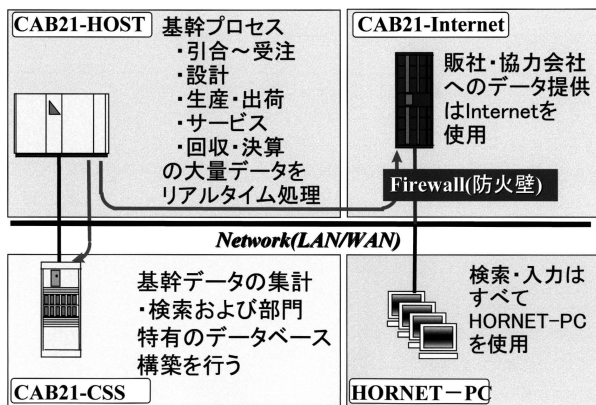 CAB21-HOST
基幹プロセス
・引合～受注
・設計
・生産・出荷
・サービス
・回収・決算
の大量データを
リアルタイム処理
CAB21-Internet
販社・協力会社
へのデータ提供
はInternetを
使用
Firewall(防火壁)
Network(LAN/WAN)
基幹データの集計
・検索および部門
特有のデータベース
構築を行う
CAB21-CSS
検索・入力は
すべて
HORNET-PC
を使用
HORNET－PC